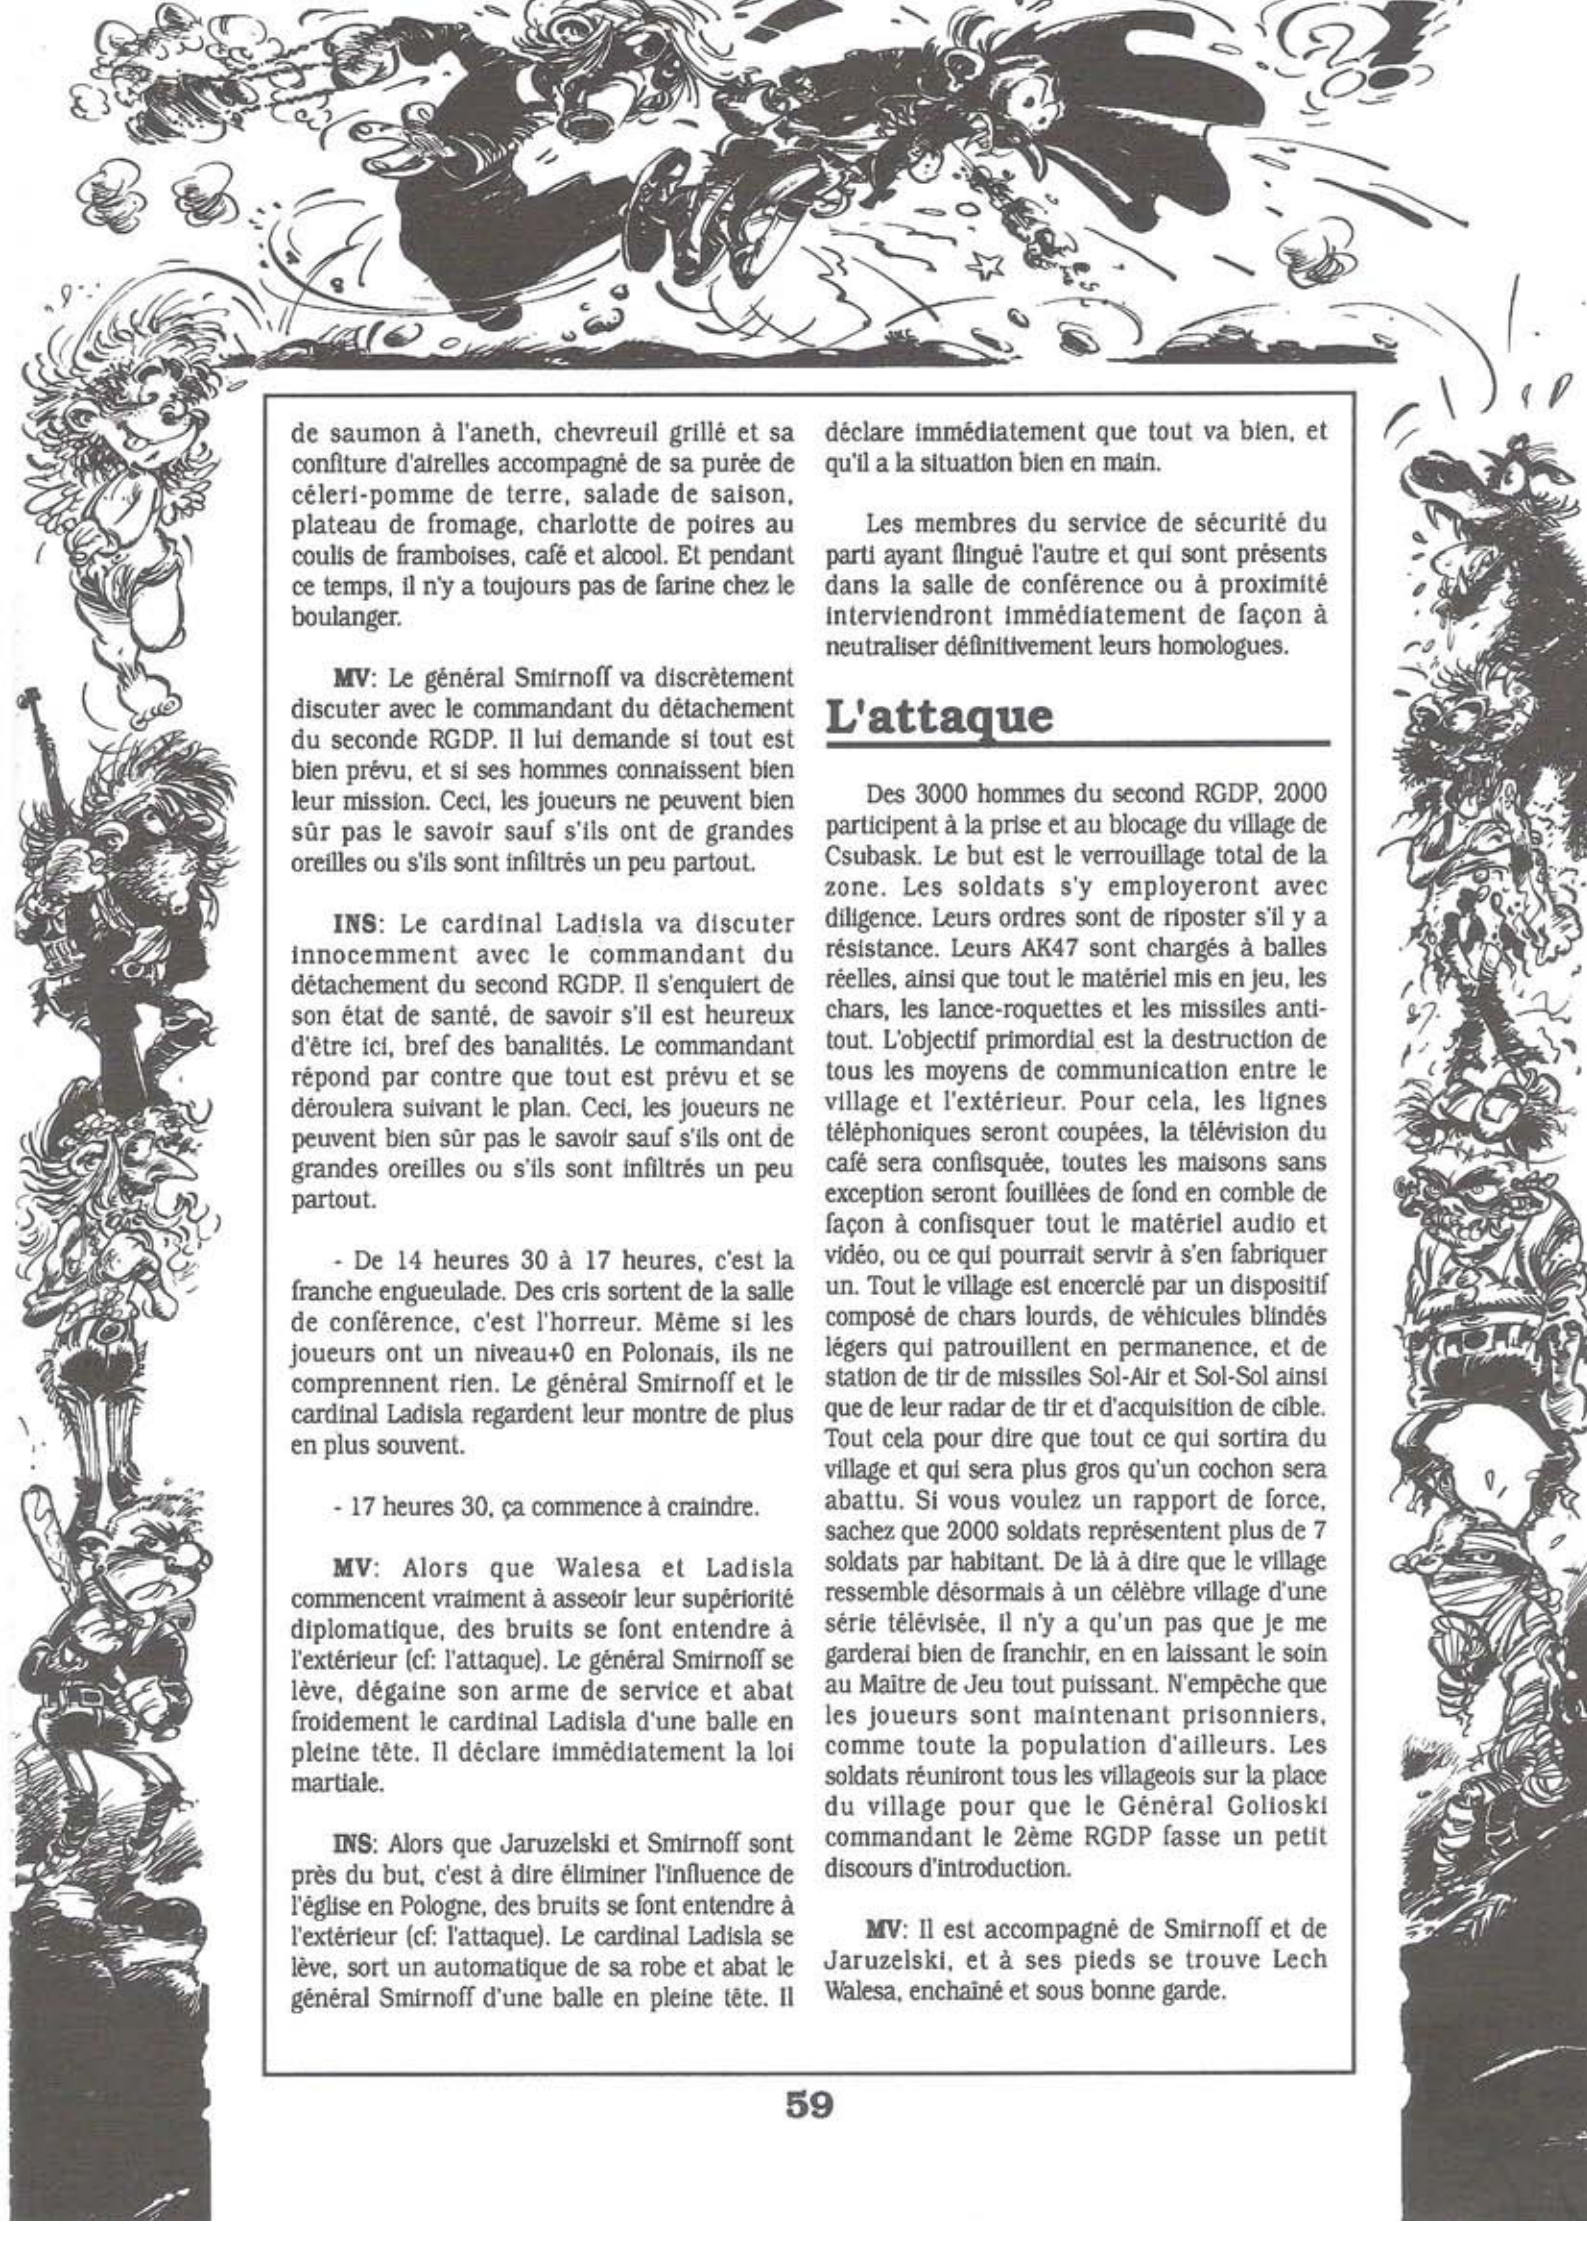 de saumon à l'aneth, chevreuil grillé et sa
confiture d'airelles accompagné de sa purée de
céleri-pomme de terre, salade de saison,
plateau de fromage, charlotte de poires au
coulis de framboises, café et alcool. Et pendant
ce temps, il n'y a toujours pas de farine chez le
boulanger.
MV: Le général Smirnoff va discrètement
discuter avec le commandant du détachement
du seconde RGDP. Il lui demande si tout est
bien prévu, et si ses hommes connaissent bien
leur mission. Ceci, les joueurs ne peuvent bien
sûr pas le savoir sauf s'ils ont de grandes
oreilles ou s'ils sont infiltrés un peu partout.
INS: Le cardinal Ladisla va discuter
innocemment avec le commandant du
détachement du second RGDP. Il s'enquiert de
son état de santé, de savoir s'il est heureux
d'être ici, bref des banalités. Le commandant
répond par contre que tout est prévu et se
déroulera suivant le plan. Ceci, les joueurs ne
peuvent bien sûr pas le savoir sauf s'ils ont de
grandes oreilles ou s'ils sont infiltrés un peu
partout.
- De 14 heures 30 à 17 heures, c'est la
franche engueulade. Des cris sortent de la salle
de conférence, c'est l'horreur. Même si les
joueurs ont un niveau+0 en Polonais, ils ne
comprennent rien. Le général Smirnoff et le
cardinal Ladisla regardent leur montre de plus
en plus souvent.
- 17 heures 30, ça commence à craindre.
MV: Alors que Walesa et Ladisla
commencent vraiment à asseoir leur supériorité
diplomatique, des bruits se font entendre à
l'extérieur (cf: l'attaque). Le général Smirnoff se
lève, dégaine son arme de service et abat
froidement le cardinal Ladisla d'une balle en
pleine tête. Il déclare immédiatement la loi
martiale.
INS: Alors que Jaruzelski et Smirnoff sont
près du but, c'est à dire éliminer l'influence de
l'église en Pologne, des bruits se font entendre à
l'extérieur (cf: l'attaque). Le cardinal Ladisla se
lève, sort un automatique de sa robe et abat le
général Smirnoff d'une balle en pleine tête. Il
déclare immédiatement que tout va bien, et
qu'il a la situation bien en main.
Les membres du service de sécurité du
parti ayant flingué l'autre et qui sont présents
dans la salle de conférence ou à proximité
interviendront immédiatement de façon à
neutraliser définitivement leurs homologues.
L'attaque
Des 3000 hommes du second RGDP, 2000
participent à la prise et au blocage du village de
Csubask. Le but est le verrouillage total de la
zone. Les soldats s'y employeront avec
diligence. Leurs ordres sont de riposter s'il y a
résistance. Leurs AK47 sont chargés à balles
réelles, ainsi que tout le matériel mis en jeu, les
chars, les lance-roquettes et les missiles anti-
tout. L'objectif primordial est la destruction de
tous les moyens de communication entre le
village et l'extérieur. Pour cela, les lignes
téléphoniques seront coupées, la télévision du
café sera confisquée, toutes les maisons sans
exception seront fouillées de fond en comble de
façon à confisquer tout le matériel audio et
vidéo, ou ce qui pourrait servir à s'en fabriquer
un. Tout le village est encerclé par un dispositif
composé de chars lourds, de véhicules blindés
légers qui patrouillent en permanence, et de
station de tir de missiles Sol-Air et Sol-Sol ainsi
que de leur radar de tir et d'acquisition de cible.
Tout cela pour dire que tout ce qui sortira du
village et qui sera plus gros qu'un cochon sera
abattu. Si vous voulez un rapport de force,
sachez que 2000 soldats représentent plus de 7
soldats par habitant. De là à dire que le village
ressemble désormais à un célèbre village d'une
série télévisée, il n'y a qu'un pas que je me
garderai bien de franchir, en en laissant le soin
au Maître de Jeu tout puissant. N'empêche que
les joueurs sont maintenant prisonniers,
comme toute la population d'ailleurs. Les
soldats réuniront tous les villageois sur la place
du village pour que le Général Golioski
commandant le 2ème RGDP fasse un petit
discours d'introduction.
MV: Il est accompagné de Smirnoff et de
Jaruzelski, et à ses pieds se trouve Lech
Walesa, enchaîné et sous bonne garde.
59